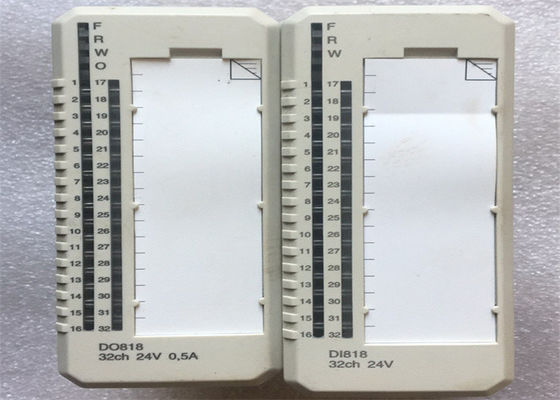 F
R
W
O
1 17
2 18
3 19
4 20
5 21
6 22
7 23
8 24
9 25
10 26
11 27
12 28
13 29
14 30
15 31
16 32
DO818
32ch 24V 0,5A
F
R
W
1 17
2 18
3 19
4 20
5 21
6 22
7 23
8 24
9 25
10 26
11 27
12 28
13 29
14 30
15 31
16 32
DI818
32ch 24V